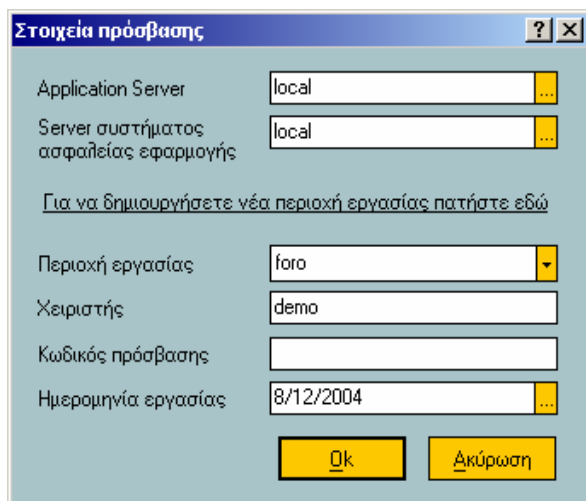 Στοιχεία πρόσβασης
Application Server
local
...
Server συστήματος
ασφαλείας εφαρμογής
local
...
Για να δημιουργήσετε νέα περιοχή εργασίας πατήστε εδώ
Περιοχή εργασίας
foro
Χειριστής
demo
Κωδικός πρόσβασης
Ημερομηνία εργασίας
8/12/2004
...
Ok
Ακύρωση